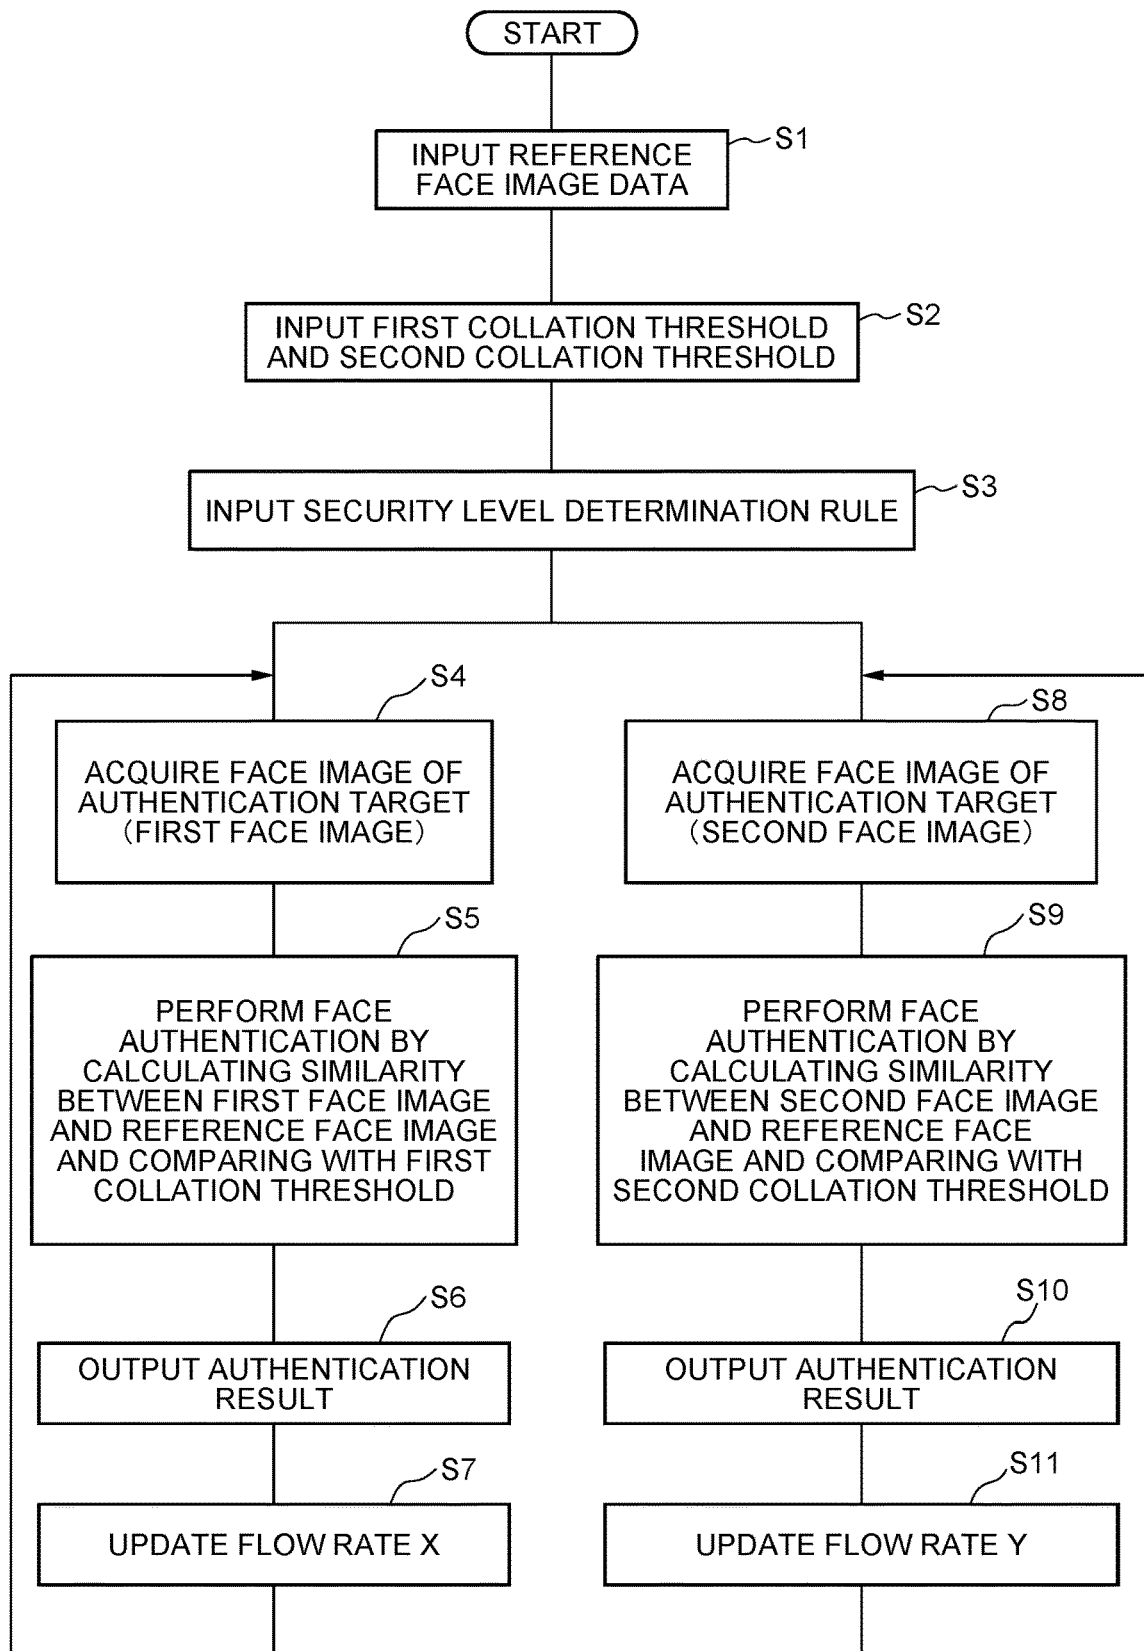 START
S1
INPUT REFERENCE
FACE IMAGE DATA
S2
INPUT FIRST COLLATION THRESHOLD
AND SECOND COLLATION THRESHOLD
S3
INPUT SECURITY LEVEL DETERMINATION RULE
S4
ACQUIRE FACE IMAGE OF
AUTHENTICATION TARGET
(FIRST FACE IMAGE)
S5
PERFORM FACE
AUTHENTICATION BY
CALCULATING SIMILARITY
BETWEEN FIRST FACE IMAGE
AND REFERENCE FACE IMAGE
AND COMPARING WITH FIRST
COLLATION THRESHOLD
S6
OUTPUT AUTHENTICATION
RESULT
S7
UPDATE FLOW RATE X
S8
ACQUIRE FACE IMAGE OF
AUTHENTICATION TARGET
(SECOND FACE IMAGE)
S9
PERFORM FACE
AUTHENTICATION BY
CALCULATING SIMILARITY
BETWEEN SECOND FACE IMAGE
AND REFERENCE FACE
IMAGE AND COMPARING WITH
SECOND COLLATION THRESHOLD
S10
OUTPUT AUTHENTICATION
RESULT
S11
UPDATE FLOW RATE Y